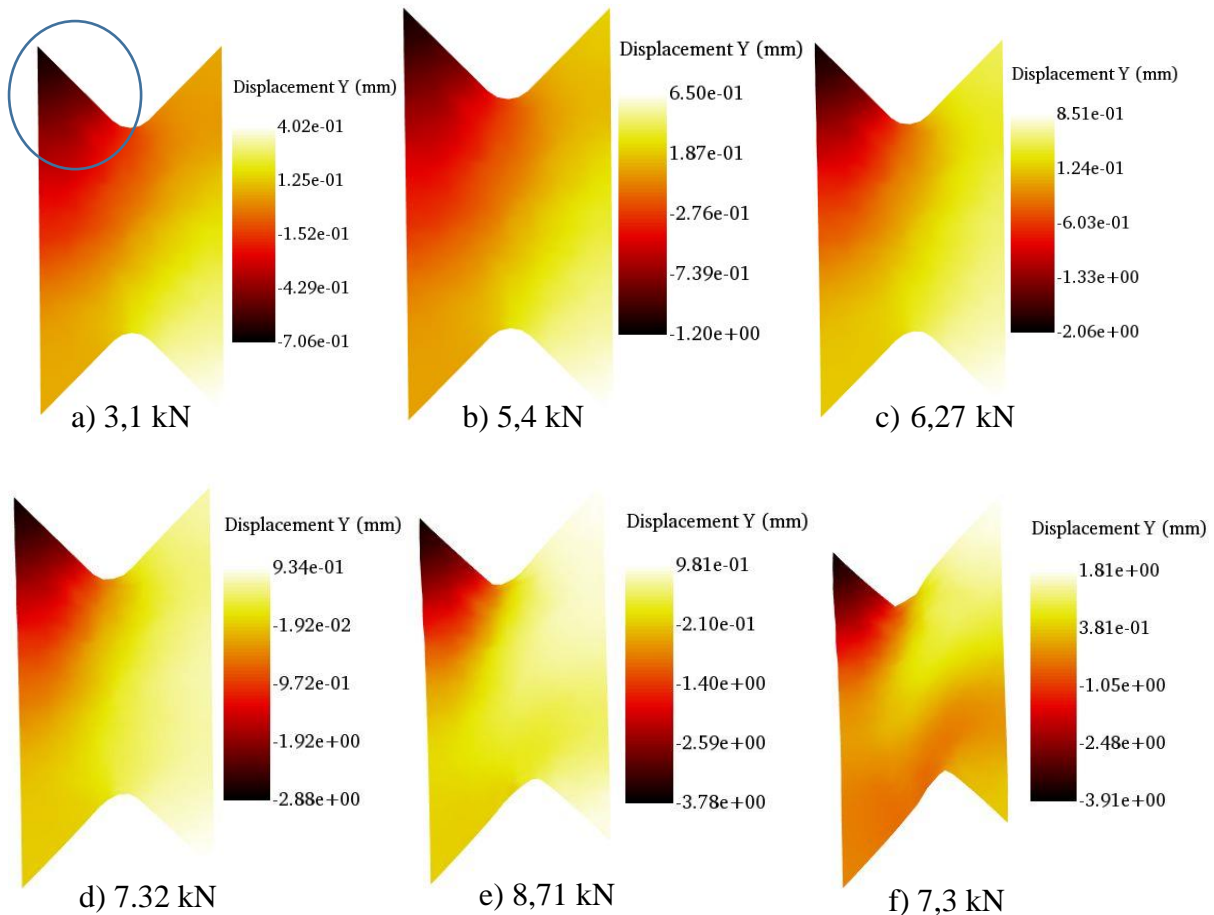 Displacement Y (mm)
4.02e-01
1.25e-01
-1.52e-01
-4.29e-01
-7.06e-01
a) 3,1 kN
Displacement Y (mm)
6.50e-01
1.87e-01
-2.76e-01
-7.39e-01
-1.20e+00
b) 5,4 kN
Displacement Y (mm)
8.51e-01
1.24e-01
-6.03e-01
-1.33e+00
-2.06e+00
c) 6,27 kN
Displacement Y (mm)
9.34e-01
-1.92e-02
-9.72e-01
-1.92e+00
-2.88e+00
d) 7.32 kN
Displacement Y (mm)
9.81e-01
-2.10e-01
-1.40e+00
-2.59e+00
-3.78e+00
e) 8,71 kN
Displacement Y (mm)
1.81e+00
3.81e-01
-1.05e+00
-2.48e+00
-3.91e+00
f) 7,3 kN